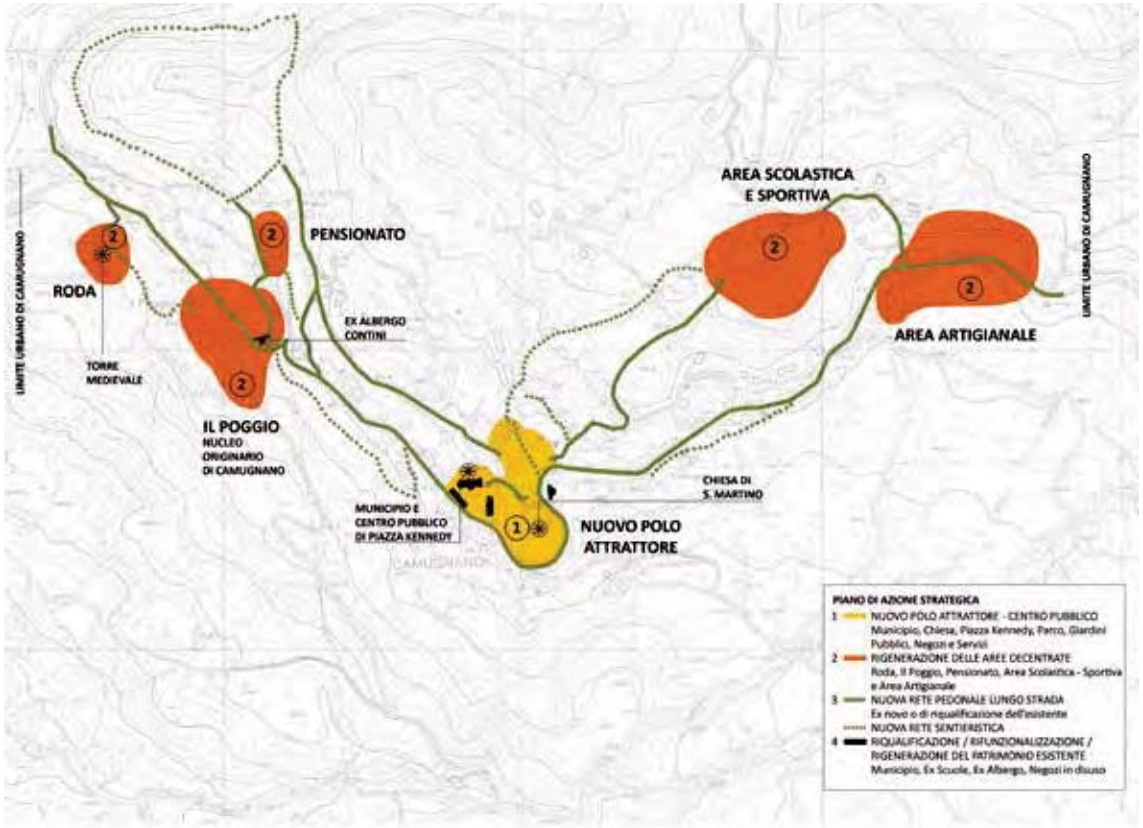 AREA SCOLASTICA
E SPORTIVA
LIMITE URBANO DI CAMUGNANO
LIMITE URBANO DI CAMUGNANO
2
2
PENSIONATO
2
RODA
2
AREA ARTIGIANALE
EX ALBERGO
CONTINI
TORRE
MEDIEVALE
2
IL POGGIO
NUCLEO
ORIGINARIO
DI CAMUGNANO
CHIESA DI
S. MARTINO
MUNICIPIO E
CENTRO PUBBLICO
DI PIAZZA KENNEDY
1
NUOVO POLO
ATTRATTORE
CAMUGNANO
PIANO DI AZIONE STRATEGICA
1 NUOVO POLO ATTRATTORE - CENTRO PUBBLICO
Municipio, Chiesa, Piazza Kennedy, Parco, Giardini
Pubblici, Negozi e Servizi
2 RIGENERAZIONE DELLE AREE DECENTRATE
Roda, Il Poggio, Pensionato, Area Scolastica - Sportiva
e Area Artigianale
3 NUOVA RETE PEDONALE LUNGO STRADA
Ex novo o di riqualificazione dell'esistente
NUOVA RETE SENTIERISTICA
4 RIQUALIFICAZIONE / RIFUNZIONALIZZAZIONE /
RIGENERAZIONE DEL PATRIMONIO ESISTENTE
Municipio, Ex Scuole, Ex Albergo, Negozi in disuso